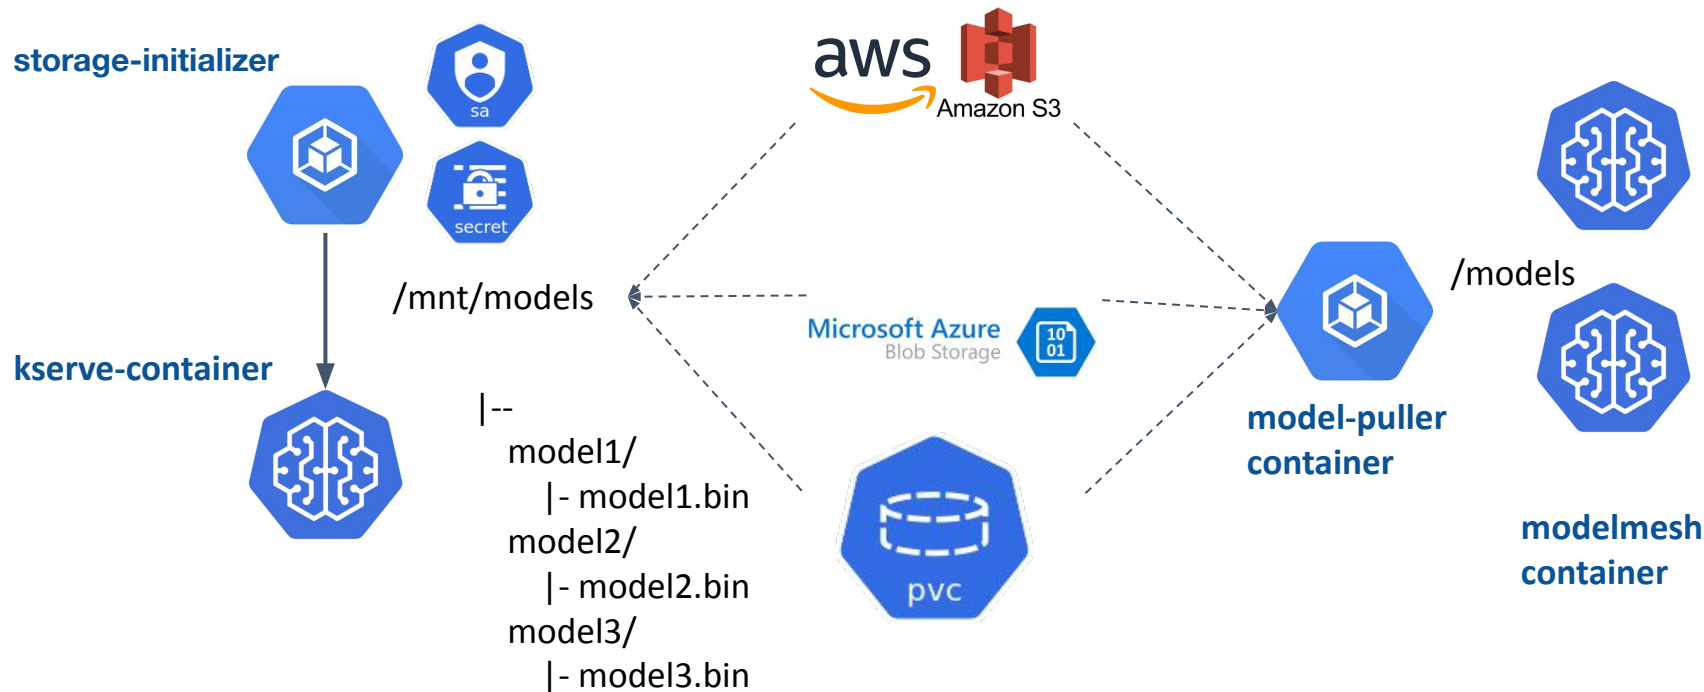 storage-initializer
sa
secret
/mnt/models
kserve-container
|--
model1/
|- model1.bin
model2/
|- model2.bin
model3/
|- model3.bin
aws
Amazon S3
Microsoft Azure
Blob Storage
10
01
pvc
/models
model-puller
container
modelmesh
container